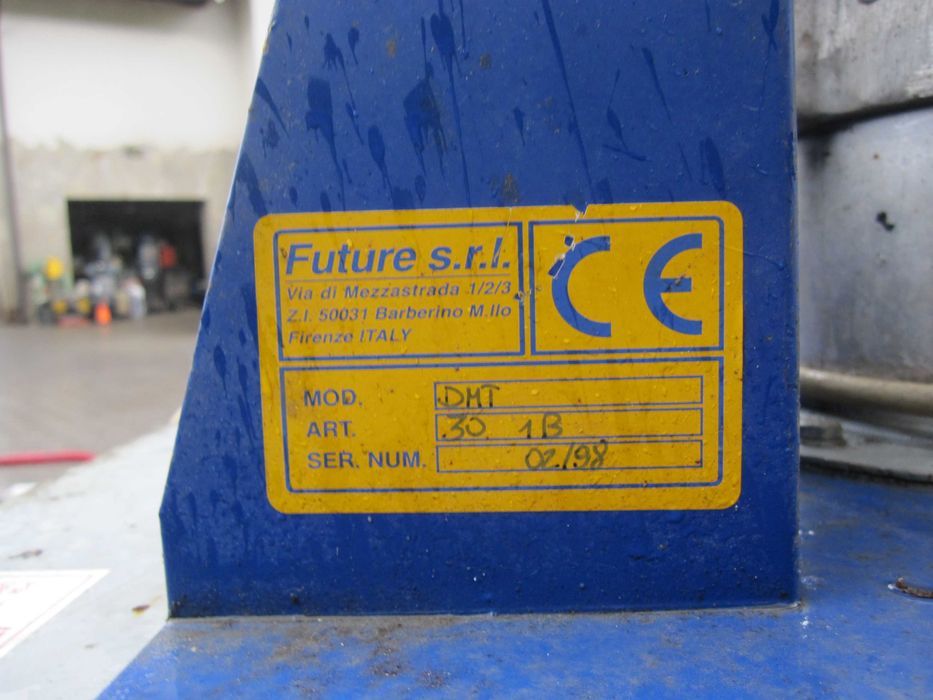 Future s.r.l.
Via di Mezzastrada 1/2/3
Z.I. 50031 Barberino M.llo
Firenze ITALY
CE
MOD. DMT
ART. 30 1B
SER. NUM. 02/98